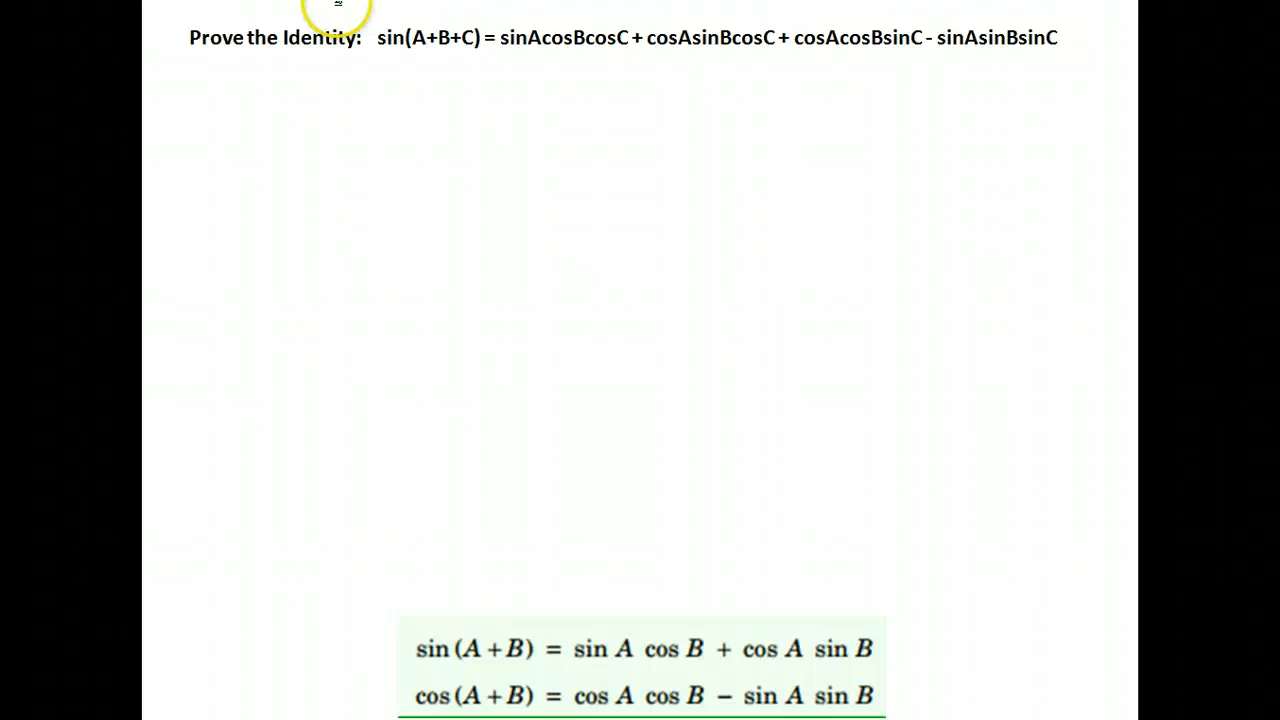 Prove the Identity: sin(A+B+C) = sinAcosBcosC + cosAsinBcosC + cosAcosBsinC - sinAsinBsinC
sin (A + B) = sin A cos B + cos A sin B
cos (A + B) = cos A cos B − sin A sin B